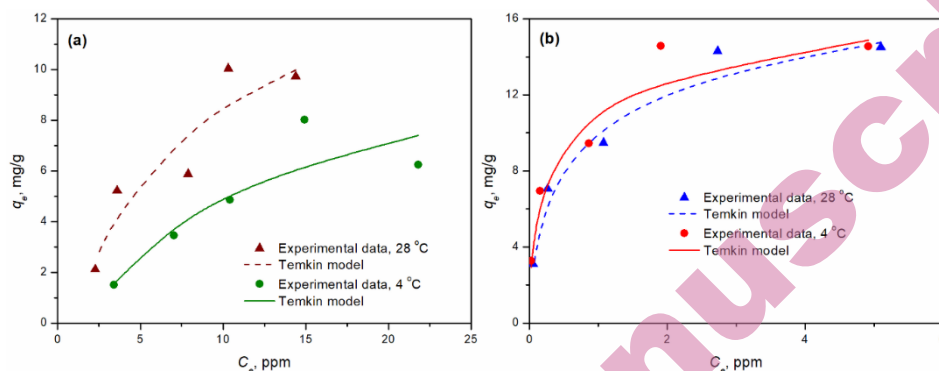 (a)
12
10
8
6
4
2
0
qe, mg/g
Experimental data, 28 °C
Temkin model
Experimental data, 4 °C
Temkin model
0 5 10 15 20 25
Ce, ppm
(b)
16
12
8
4
0
qe, mg/g
Experimental data, 28 °C
Temkin model
Experimental data, 4 °C
Temkin model
0 2 4
Ce, ppm